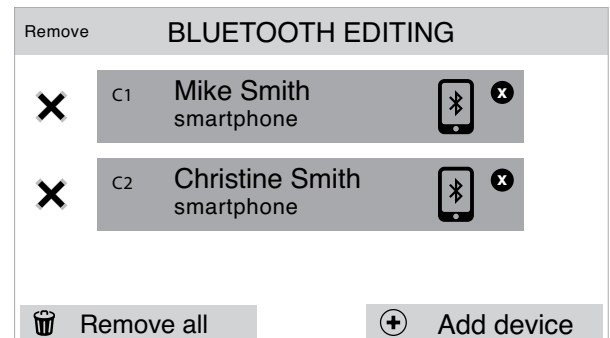 Remove
BLUETOOTH EDITING
C1
Mike Smith
smartphone
x
C2
Christine Smith
smartphone
x
Remove all
Add device